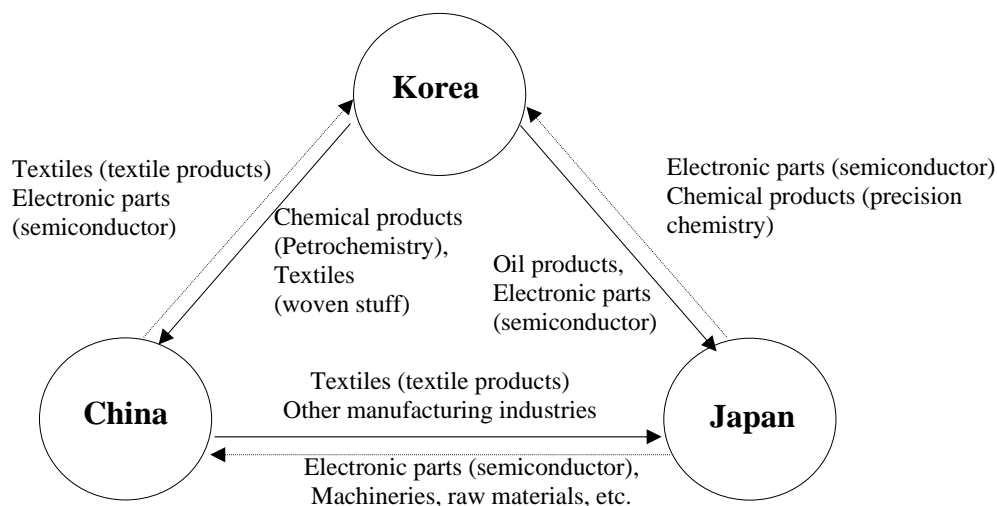 Korea
Textiles (textile products)
Electronic parts
(semiconductor)
Electronic parts (semiconductor)
Chemical products (precision
chemistry)
Chemical products
(Petrochemistry),
Textiles
(woven stuff)
Oil products,
Electronic parts
(semiconductor)
China
Textiles (textile products)
Other manufacturing industries
Japan
Electronic parts (semiconductor),
Machineries, raw materials, etc.